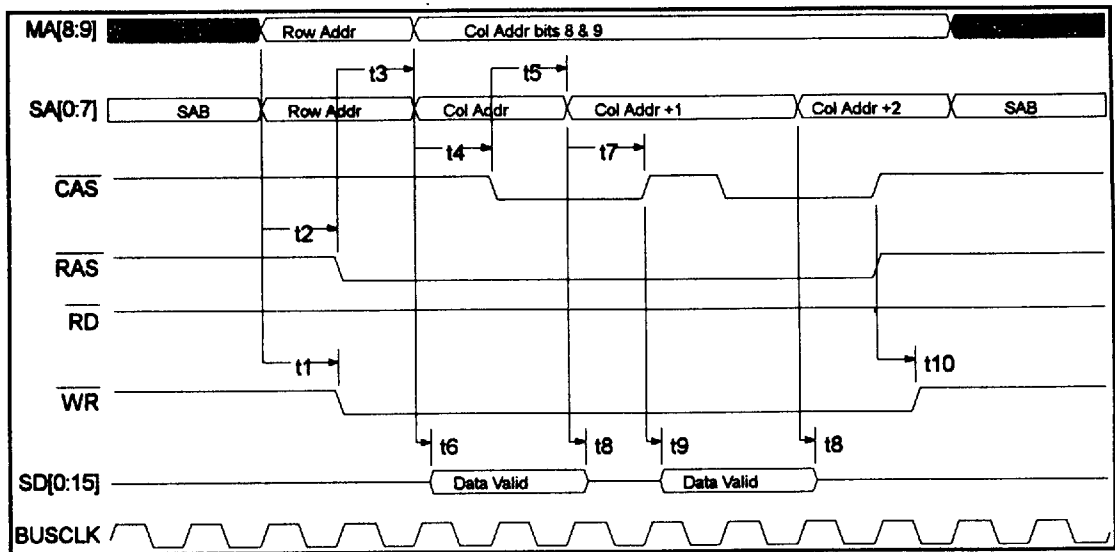 MA[8:9] Row Addr Col Addr bits 8 & 9
t3 t5
SA[0:7] SAB Row Addr Col Addr Col Addr +1 Col Addr +2 SAB
t4 t7
CAS
t2
RAS
RD
t1 t10
WR
t6 t8 t9 t8
SD[0:15] Data Valid Data Valid
BUSCLK